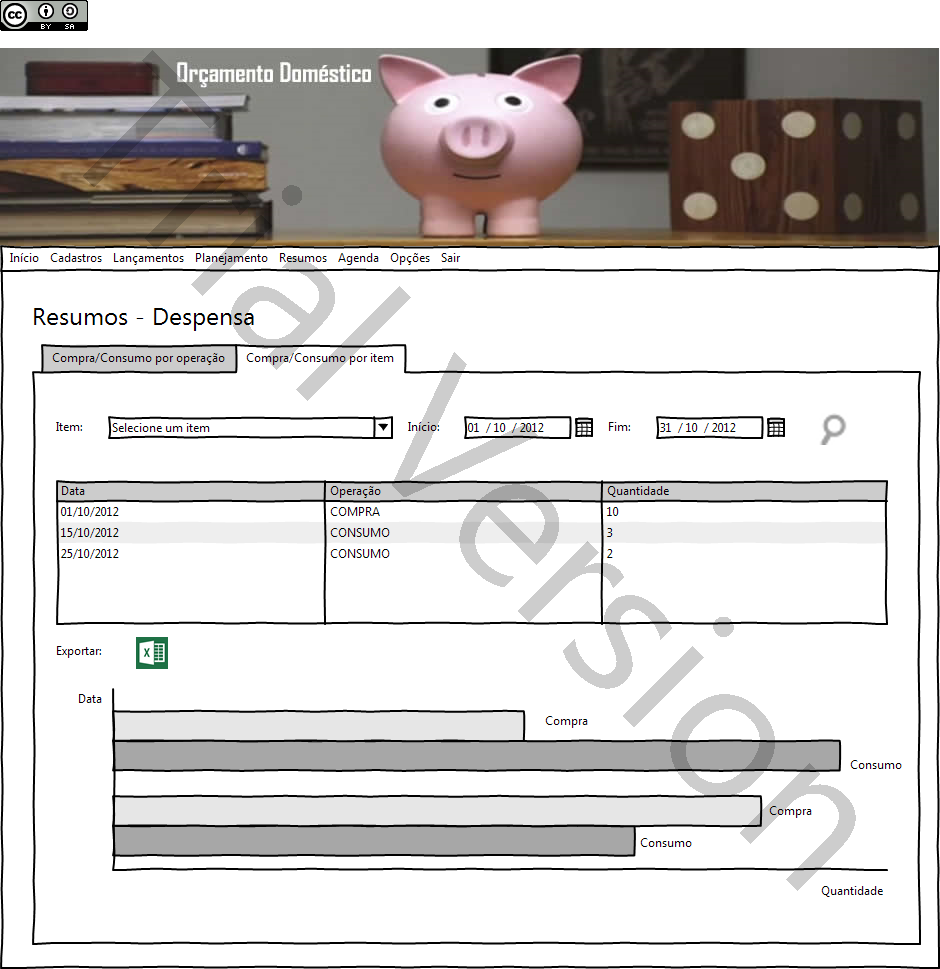 cc BY SA
Orçamento Doméstico
Início Cadastros Lançamentos Planejamento Resumos Agenda Opções Sair
Resumos - Despensa
Compra/Consumo por operação Compra/Consumo por item
Item: Selecione um item Início: 01 / 10 / 2012 Fim: 31 / 10 / 2012
Data Operação Quantidade
01/10/2012 COMPRA 10
15/10/2012 CONSUMO 3
25/10/2012 CONSUMO 2
Exportar: X
Data
Compra
Consumo
Compra
Consumo
Quantidade
Trial Version